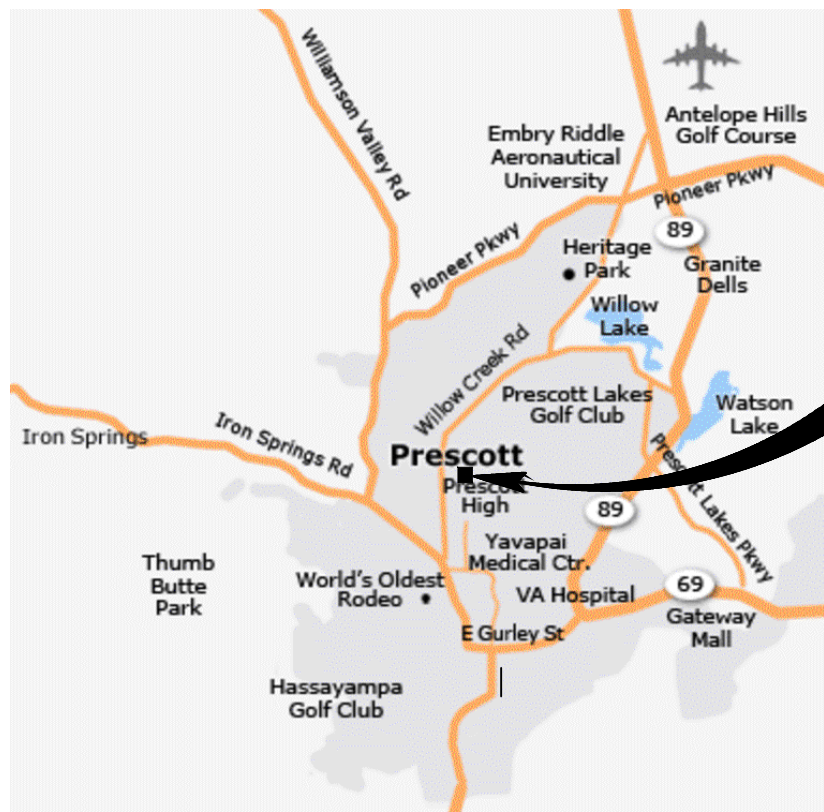 Williamson Valley Rd
Antelope Hills
Golf Course
Embry Riddle
Aeronautical
University
Pioneer Pkwy
Pioneer Pkwy
89
Heritage
Park
Granite
Dells
Willow
Lake
Willow Creek Rd
Prescott Lakes
Golf Club
Watson
Lake
Iron Springs
Iron Springs Rd
Prescott
Prescott
High
Prescott Lakes Pkwy
89
Yavapai
Medical Ctr.
Thumb
Butte
Park
World's Oldest
Rodeo
VA Hospital
69
Gateway
Mall
E Gurley St
Hassayampa
Golf Club